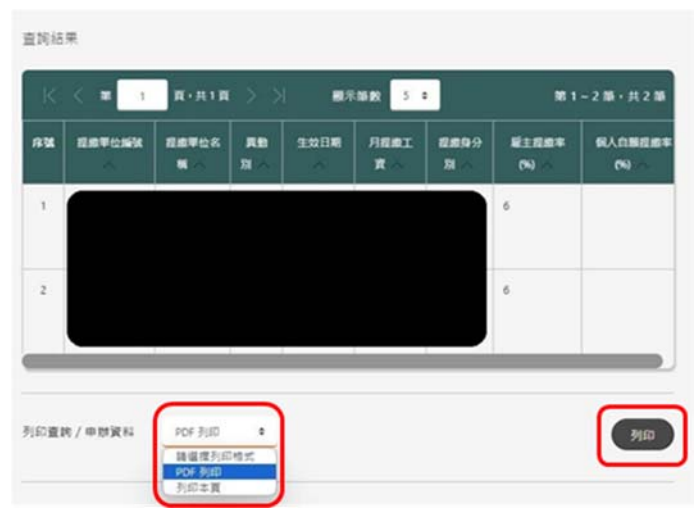 查詢結果
第 1 頁，共1頁 顯示筆數 5 第 1 ~ 2 筆，共 2 筆
序號 提繳單位編號 提繳單位名稱 異動別 生效日期 月提繳工資 提繳身分別 雇主提繳率(%) 個人自願提繳率(%)
1 6
2 6
列印查詢 / 申辦資料 PDF 列印 列印
請選擇列印格式
PDF 列印
列印本頁